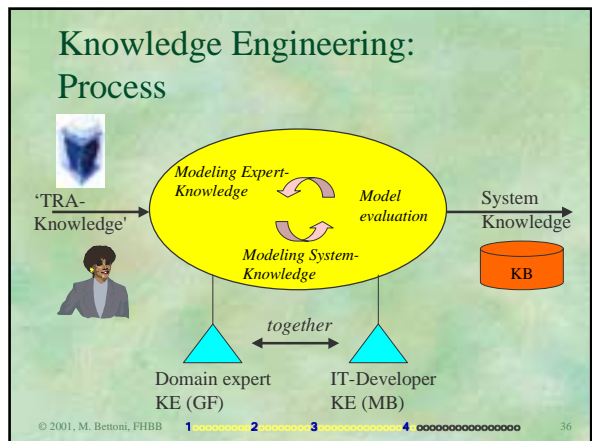 Knowledge Engineering:
Process
Modeling Expert-
Knowledge
Model
evaluation
Modeling System-
Knowledge
‘TRA-
Knowledge'
System
Knowledge
KB
together
Domain expert
KE (GF)
IT-Developer
KE (MB)
© 2001, M. Bettoni, FHBB
1 2 3 4
36